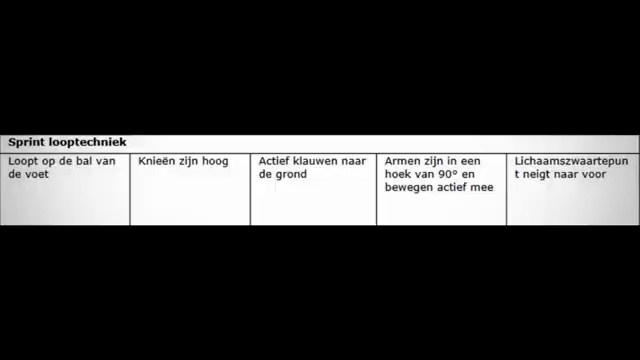 Sprint looptechniek
Loopt op de bal van
de voet
Knieën zijn hoog
Actief klauwen naar
de grond
Armen zijn in een
hoek van 90° en
bewegen actief mee
Lichaamszwaartepun
t neigt naar voor